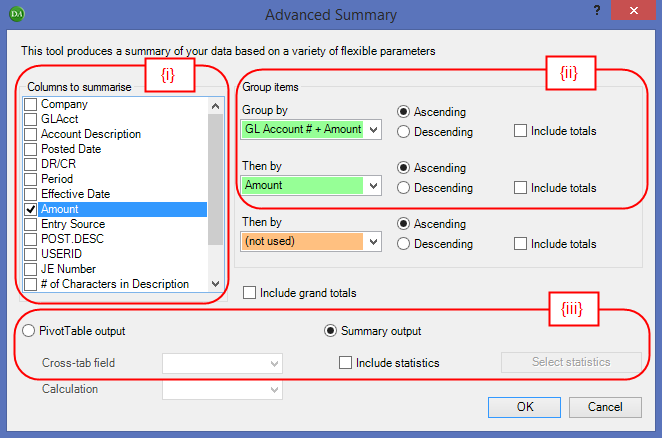 DA
Advanced Summary
?
This tool produces a summary of your data based on a variety of flexible parameters
Columns to summarise
{i}
Company
GLAcct
Account Description
Posted Date
DR/CR
Period
Effective Date
Amount
Entry Source
POST.DESC
USERID
JE Number
# of Characters in Description
Group items
{ii}
Group by
GL Account # + Amount
Ascending
Descending
Include totals
Then by
Amount
Ascending
Descending
Include totals
Then by
(not used)
Ascending
Descending
Include totals
Include grand totals
{iii}
PivotTable output
Summary output
Cross-tab field
Include statistics
Select statistics
Calculation
OK
Cancel